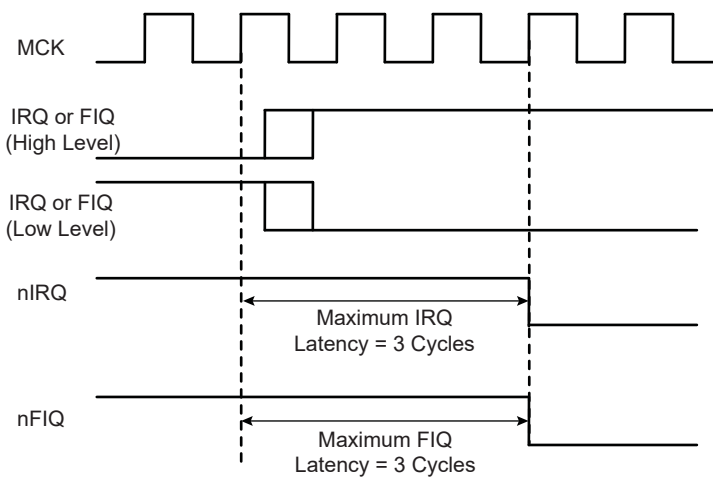 MCK
IRQ or FIQ
(High Level)
IRQ or FIQ
(Low Level)
nIRQ
Maximum IRQ
Latency = 3 Cycles
nFIQ
Maximum FIQ
Latency = 3 Cycles